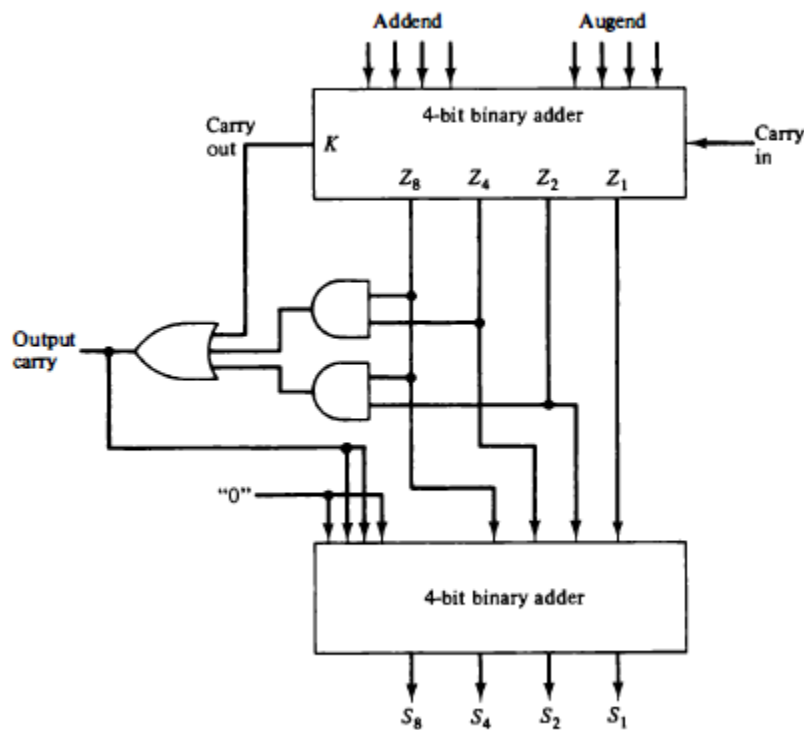 Addend
Augend
4-bit binary adder
Carry
out
K
Carry
in
Z8
Z4
Z2
Z1
Output
carry
“0”
4-bit binary adder
S8
S4
S2
S1